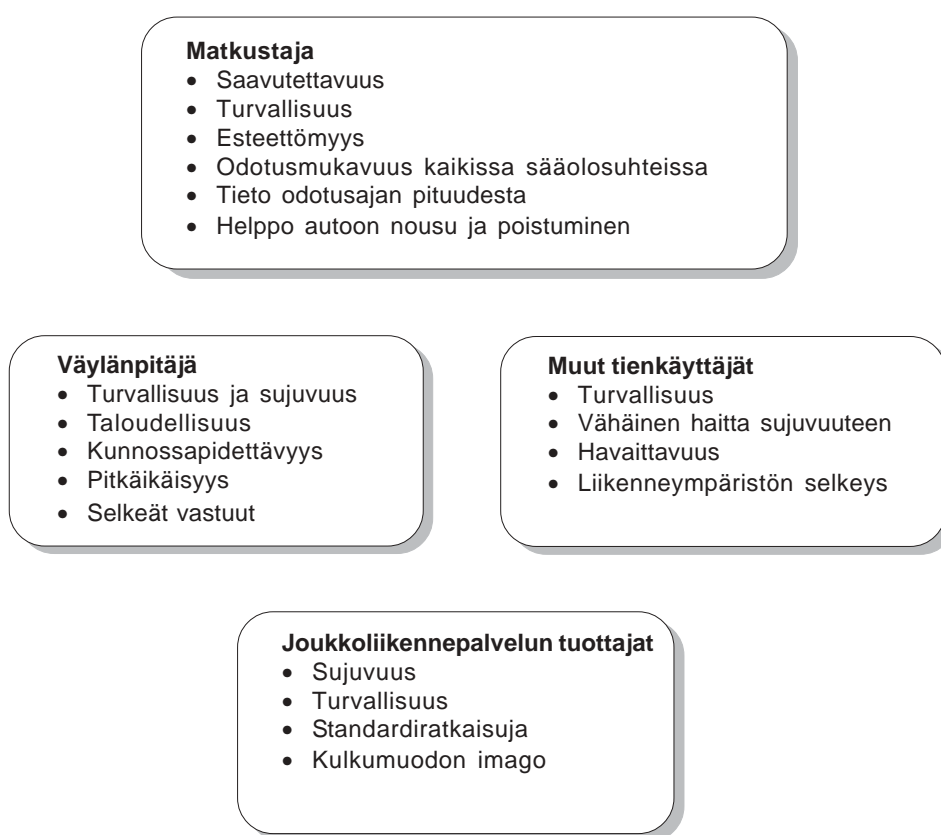 Matkustaja
• Saavutettavuus
• Turvallisuus
• Esteettömyys
• Odotusmukavuus kaikissa sääolosuhteissa
• Tieto odotusajan pituudesta
• Helppo autoon nousu ja poistuminen
Väylänpitäjä
• Turvallisuus ja sujuvuus
• Taloudellisuus
• Kunnossapidettävyys
• Pitkäikäisyys
• Selkeät vastuut
Muut tienkäyttäjät
• Turvallisuus
• Vähäinen haitta sujuvuuteen
• Havaittavuus
• Liikenneympäristön selkeys
Joukkoliikennepalvelun tuottajat
• Sujuvuus
• Turvallisuus
• Standardiratkaisuja
• Kulkumuodon imago